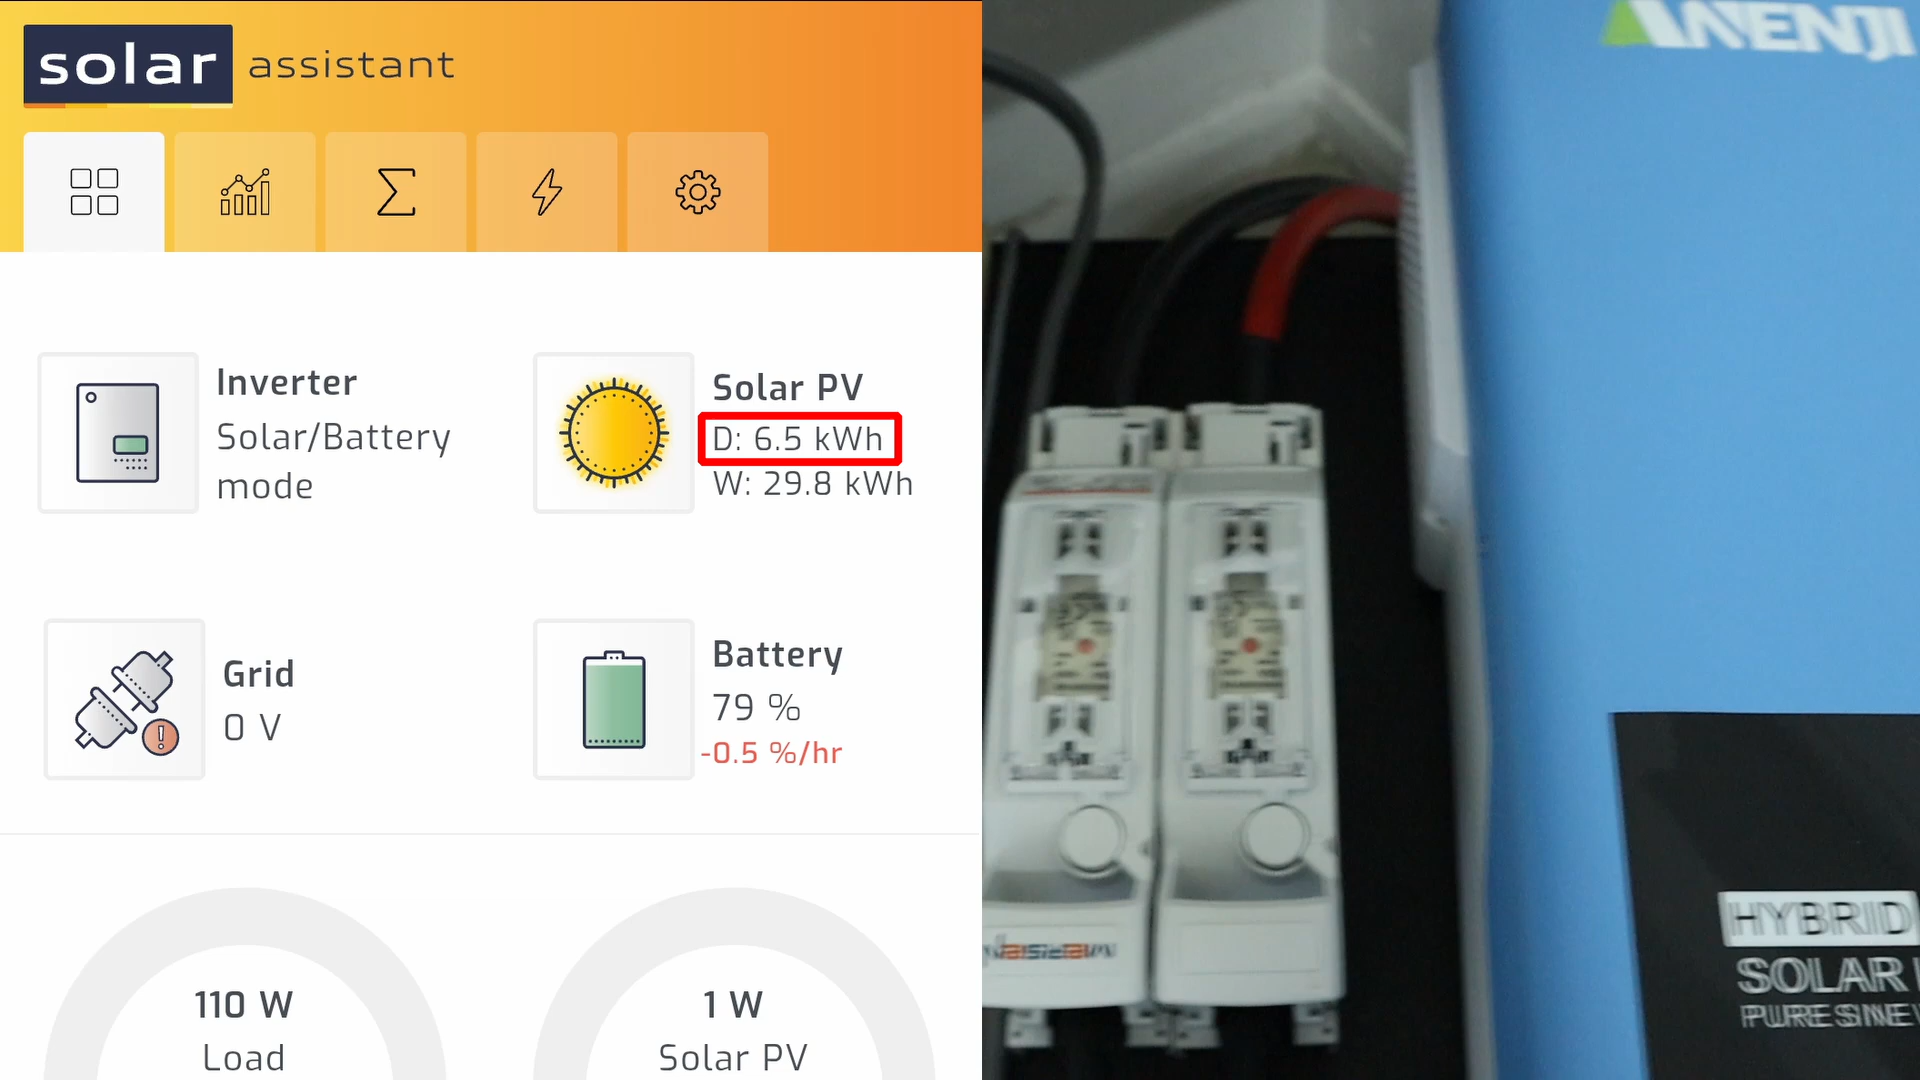 solar assistant
Inverter
Solar/Battery
mode
Solar PV
D: 6.5 kWh
W: 29.8 kWh
Grid
0 V
Battery
79 %
-0.5 %/hr
110 W
Load
1 W
Solar PV
WENJI
HYBRID
SOLAR
PURE SINE